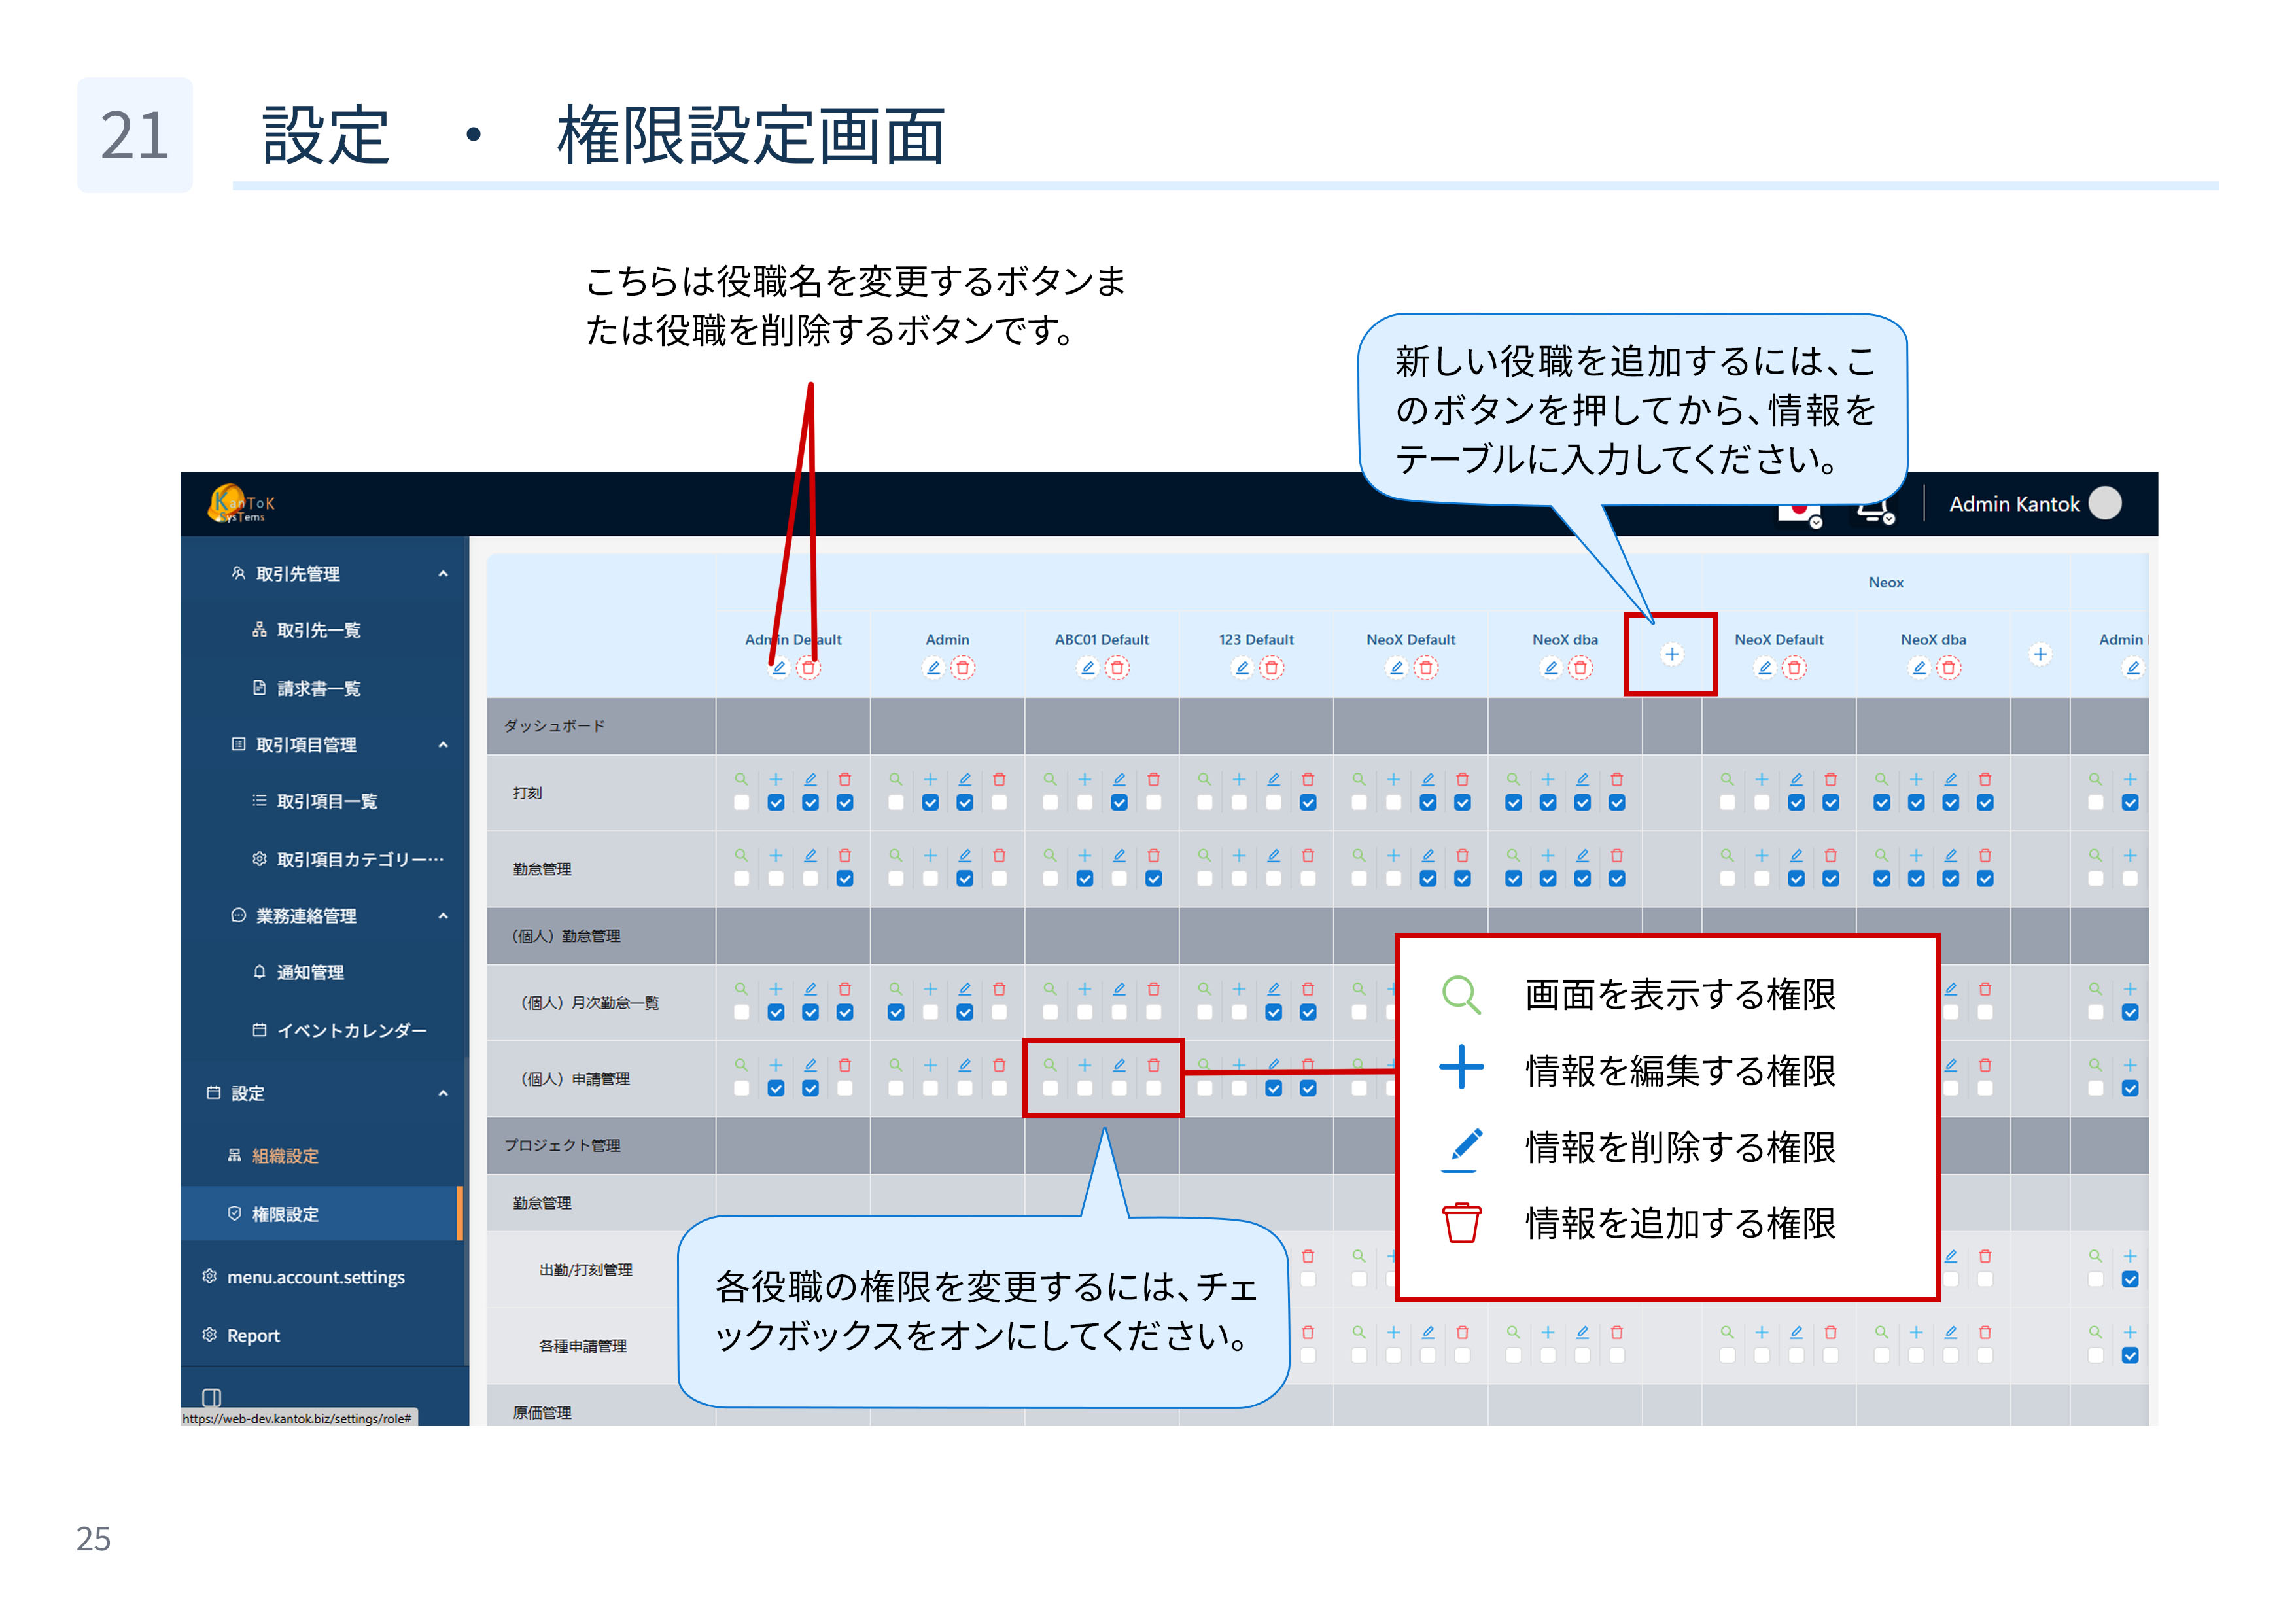 21
設定 ・ 権限設定画面
こちらは役職名を変更するボタンま
たは役職を削除するボタンです。
新しい役職を追加するには、こ
のボタンを押してから、情報を
テーブルに入力してください。
KanToK
SysTems
Admin Kantok
取引先管理
取引先一覧
請求書一覧
取引項目管理
取引項目一覧
取引項目カテゴリー…
業務連絡管理
通知管理
イベントカレンダー
設定
組織設定
権限設定
menu.account.settings
Report
https://web-dev.kantok.biz/settings/role#
Neox
Admin Default
Admin
ABC01 Default
123 Default
NeoX Default
NeoX dba
NeoX Default
NeoX dba
Admin
ダッシュボード
打刻
勤怠管理
（個人）勤怠管理
（個人）月次勤怠一覧
（個人）申請管理
プロジェクト管理
勤怠管理
出勤/打刻管理
各種申請管理
原価管理
画面を表示する権限
情報を編集する権限
情報を削除する権限
情報を追加する権限
各役職の権限を変更するには、チェ
ックボックスをオンにしてください。
25